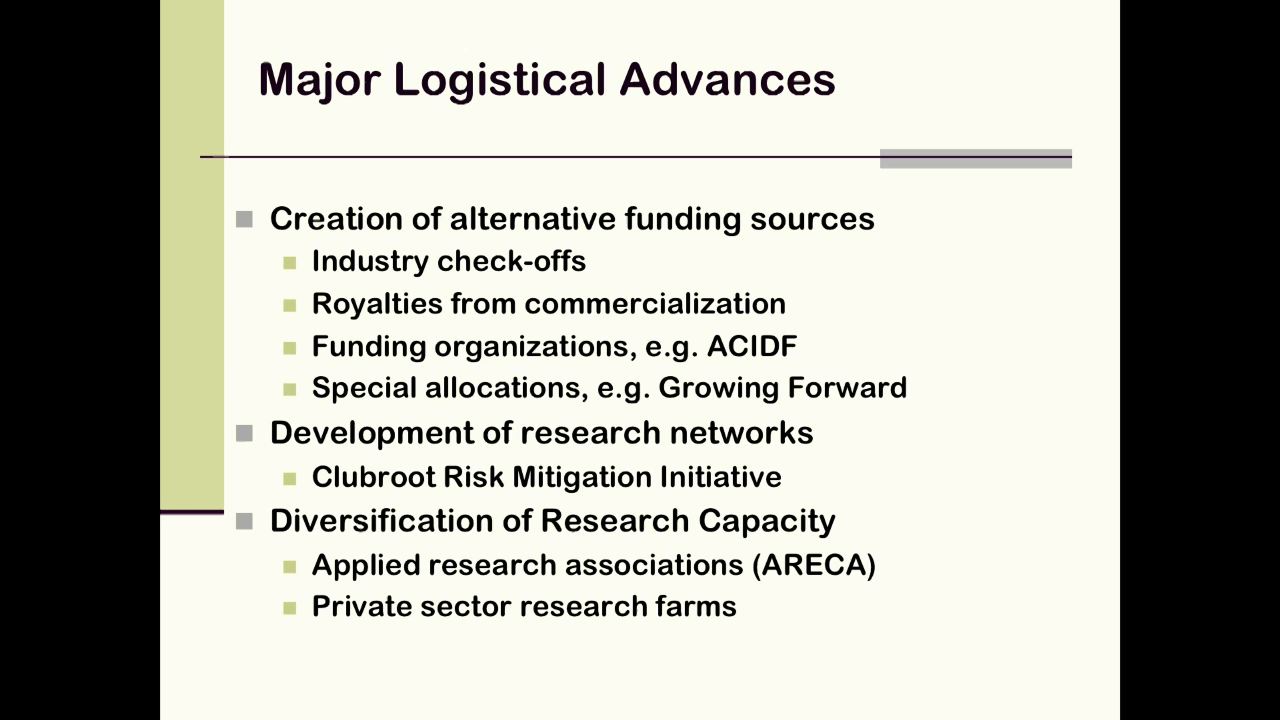 Major Logistical Advances
Creation of alternative funding sources
Industry check-offs
Royalties from commercialization
Funding organizations, e.g. ACIDF
Special allocations, e.g. Growing Forward
Development of research networks
Clubroot Risk Mitigation Initiative
Diversification of Research Capacity
Applied research associations (ARECA)
Private sector research farms